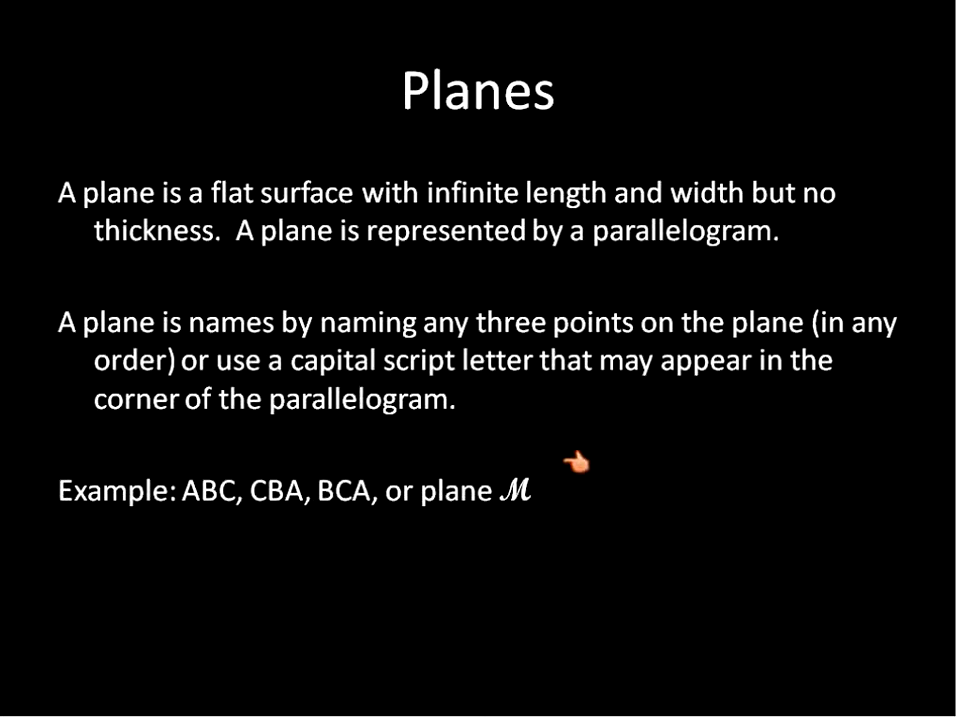 Planes
A plane is a flat surface with infinite length and width but no
thickness.  A plane is represented by a parallelogram.
A plane is names by naming any three points on the plane (in any
order) or use a capital script letter that may appear in the
corner of the parallelogram.
Example: ABC, CBA, BCA, or plane ℳ